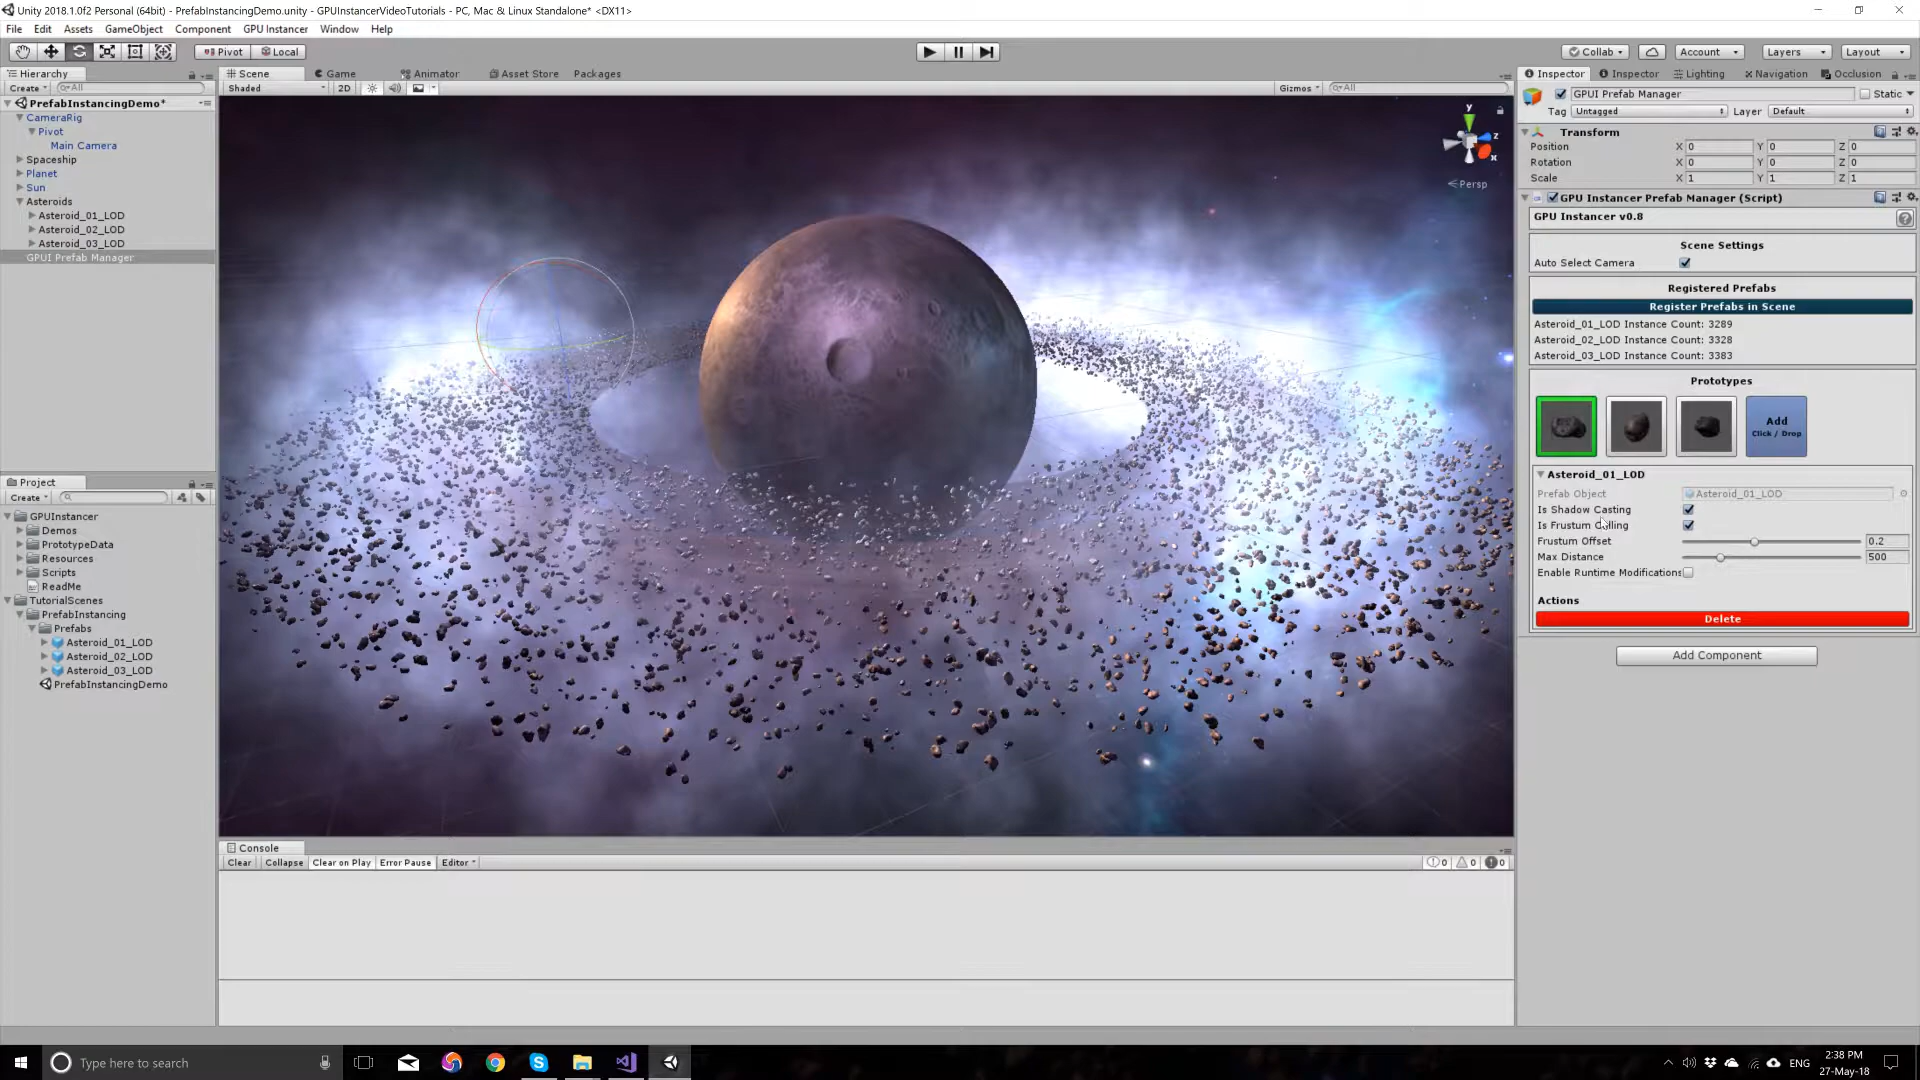 Unity 2018.1.0f2 Personal (64bit) - PrefabInstancingDemo.unity - GPUInstancerVideoTutorials - PC, Mac & Linux Standalone* <DX11>
File Edit Assets GameObject Component GPU Instancer Window Help
Pivot Local Collab Account Layers Layout
Hierarchy
Create All
PrefabInstancingDemo*
CameraRig
Pivot
Main Camera
Spaceship
Planet
Sun
Asteroids
Asteroid_01_LOD
Asteroid_02_LOD
Asteroid_03_LOD
GPUI Prefab Manager
Project
Create
GPUInstancer
Demos
PrototypeData
Resources
Scripts
ReadMe
TutorialScenes
PrefabInstancing
Prefabs
Asteroid_01_LOD
Asteroid_02_LOD
Asteroid_03_LOD
PrefabInstancingDemo
Scene Game Animator Asset Store Packages
Shaded 2D Gizmos All
y
z
x
Persp
Console
Clear Collapse Clear on Play Error Pause Editor 0 0 0
Inspector Inspector Lighting Navigation Occlusion
GPUI Prefab Manager Static
Tag Untagged Layer Default
Transform
Position X 0 Y 0 Z 0
Rotation X 0 Y 0 Z 0
Scale X 1 Y 1 Z 1
GPU Instancer Prefab Manager (Script)
GPU Instancer v0.8
Scene Settings
Auto Select Camera
Registered Prefabs
Register Prefabs in Scene
Asteroid_01_LOD Instance Count: 3289
Asteroid_02_LOD Instance Count: 3328
Asteroid_03_LOD Instance Count: 3383
Prototypes
Add
Click / Drop
Asteroid_01_LOD
Prefab Object Asteroid_01_LOD
Is Shadow Casting
Is Frustum Culling
Frustum Offset 0.2
Max Distance 500
Enable Runtime Modifications
Actions
Delete
Add Component
Type here to search
ENG
2:38 PM
27-May-18